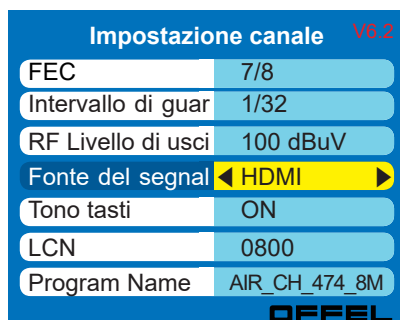 Impostazione canale V6.2
FEC 7/8
Intervallo di guar 1/32
RF Livello di usci 100 dBuV
Fonte del segnal HDMI
Tono tasti ON
LCN 0800
Program Name AIR_CH_474_8M
OFFEL